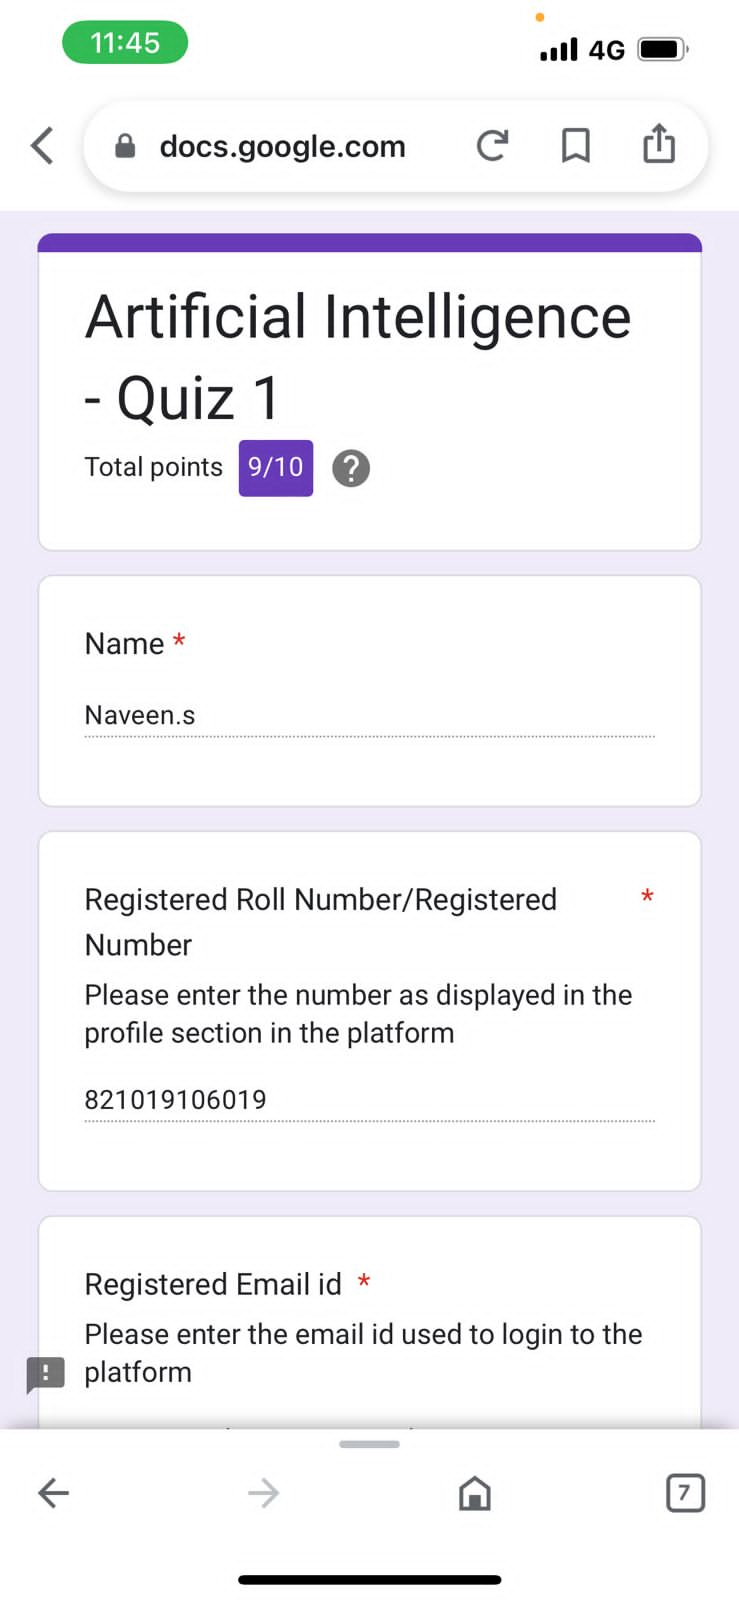 11:45
4G
docs.google.com
Artificial Intelligence
- Quiz 1
Total points 9/10 ?
Name *
Naveen.s
Registered Roll Number/Registered *
Number
Please enter the number as displayed in the
profile section in the platform
821019106019
Registered Email id *
Please enter the email id used to login to the
platform
7